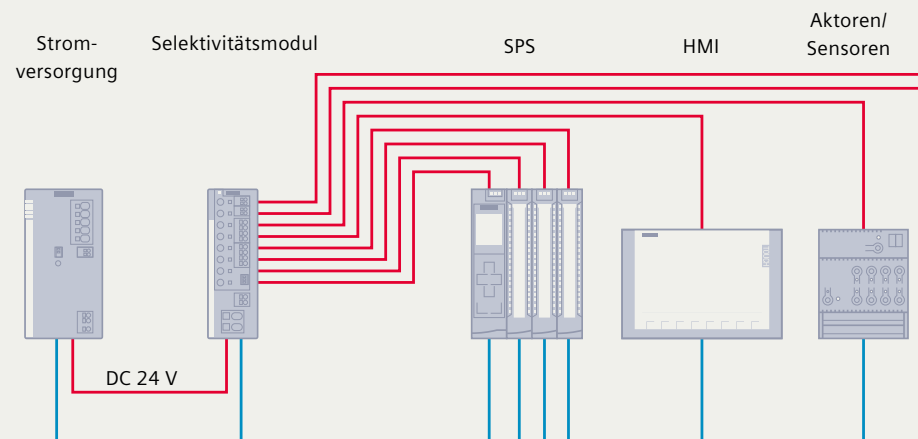 Strom-
versorgung
Selektivitätsmodul
SPS
HMI
Aktoren/
Sensoren
DC 24 V